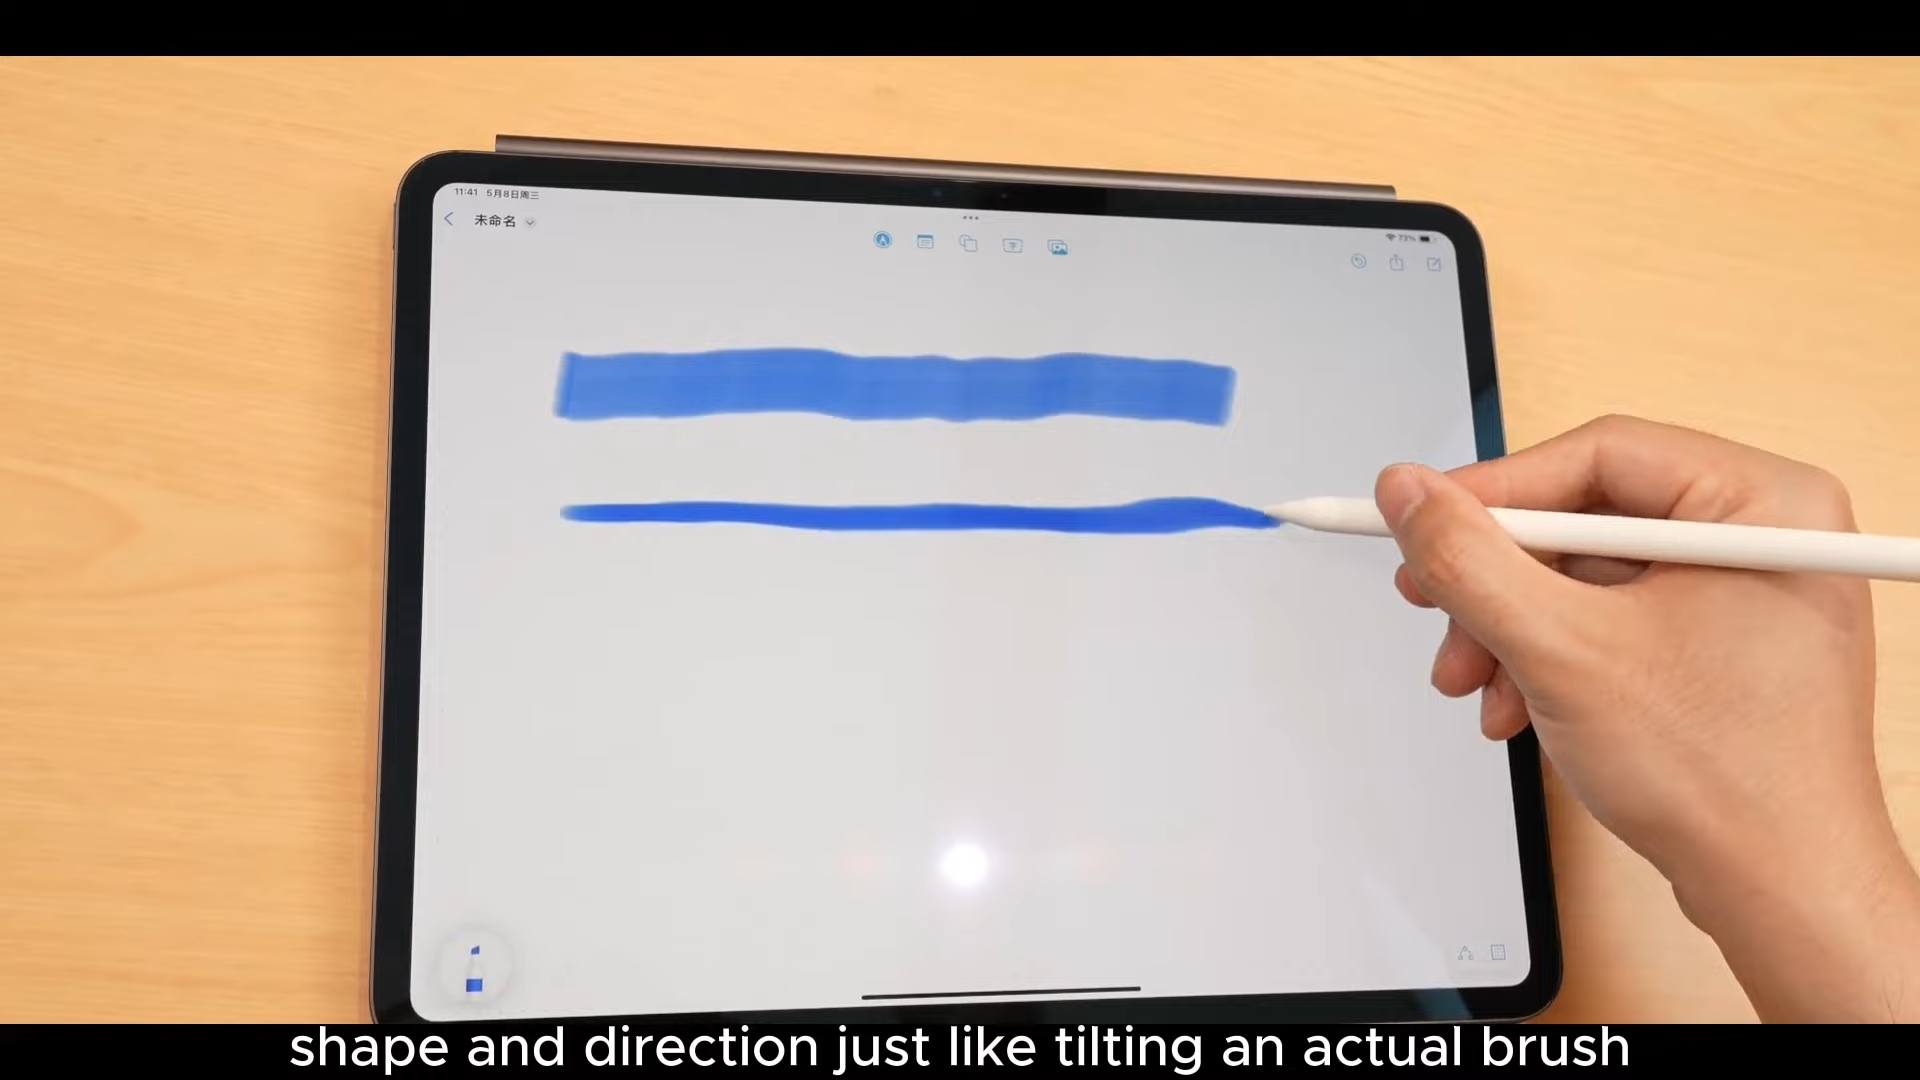 11:41 5月8日周三
73%
未命名
shape and direction just like tilting an actual brush